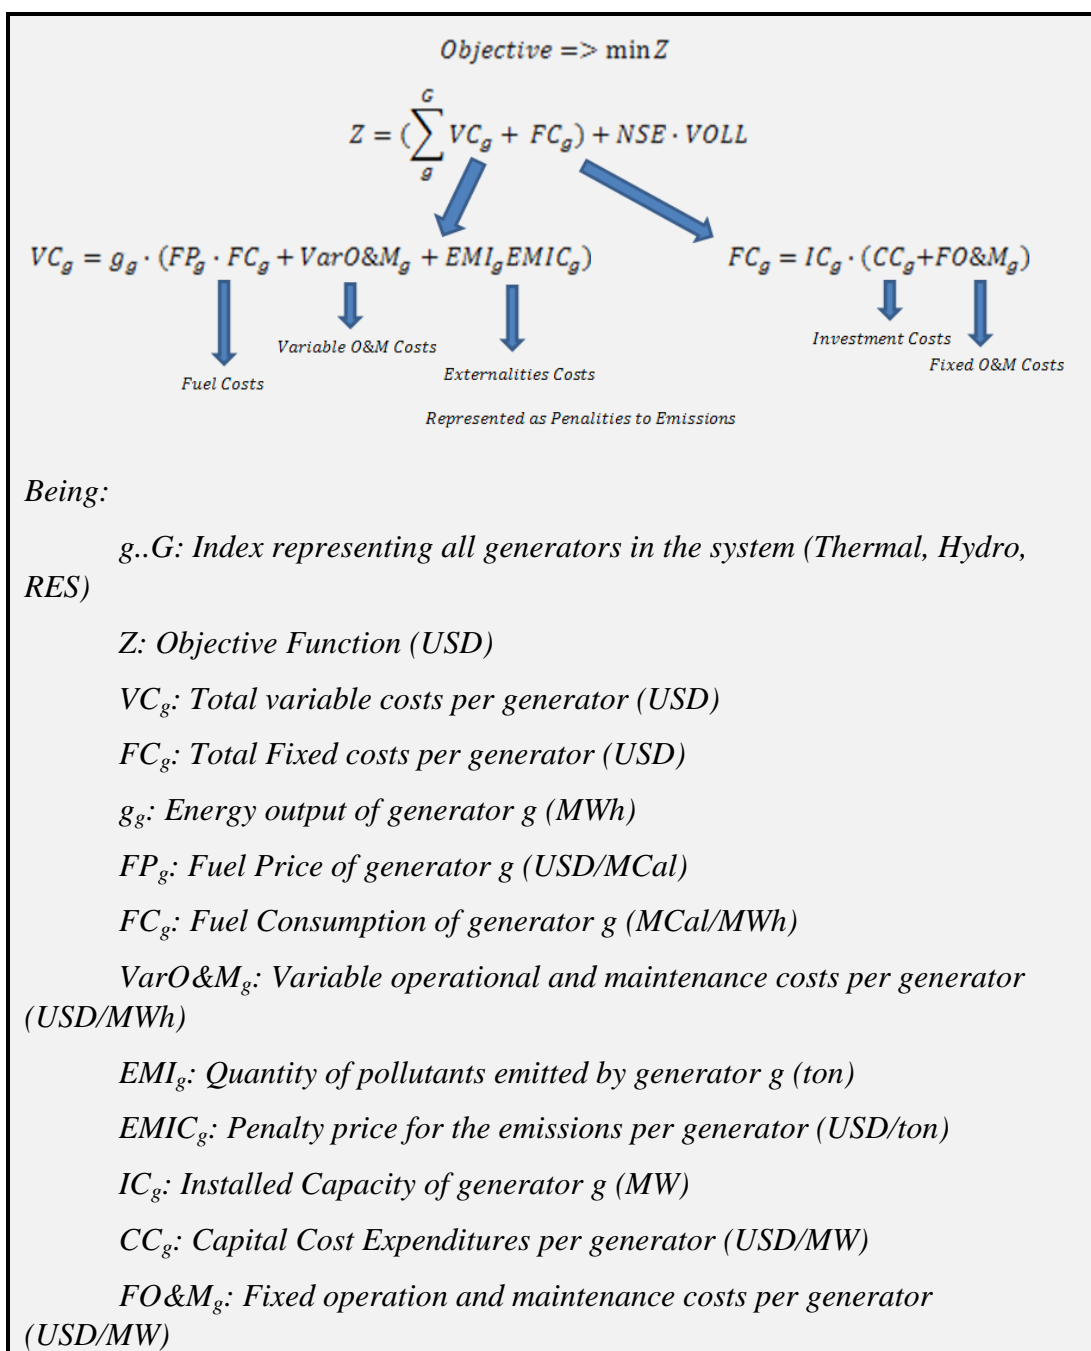 Objective => min Z
G
Z = (∑ VC_g + FC_g) + NSE · VOLL
g
VC_g = g_g · (FP_g · FC_g + VarO&M_g + EMI_gEMIC_g)
FC_g = IC_g · (CC_g+FO&M_g)
Variable O&M Costs
Investment Costs
Fuel Costs
Externalities Costs
Fixed O&M Costs
Represented as Penalities to Emissions
Being:
g..G: Index representing all generators in the system (Thermal, Hydro,
RES)
Z: Objective Function (USD)
VC_g: Total variable costs per generator (USD)
FC_g: Total Fixed costs per generator (USD)
g_g: Energy output of generator g (MWh)
FP_g: Fuel Price of generator g (USD/MCal)
FC_g: Fuel Consumption of generator g (MCal/MWh)
VarO&M_g: Variable operational and maintenance costs per generator
(USD/MWh)
EMI_g: Quantity of pollutants emitted by generator g (ton)
EMIC_g: Penalty price for the emissions per generator (USD/ton)
IC_g: Installed Capacity of generator g (MW)
CC_g: Capital Cost Expenditures per generator (USD/MW)
FO&M_g: Fixed operation and maintenance costs per generator
(USD/MW)